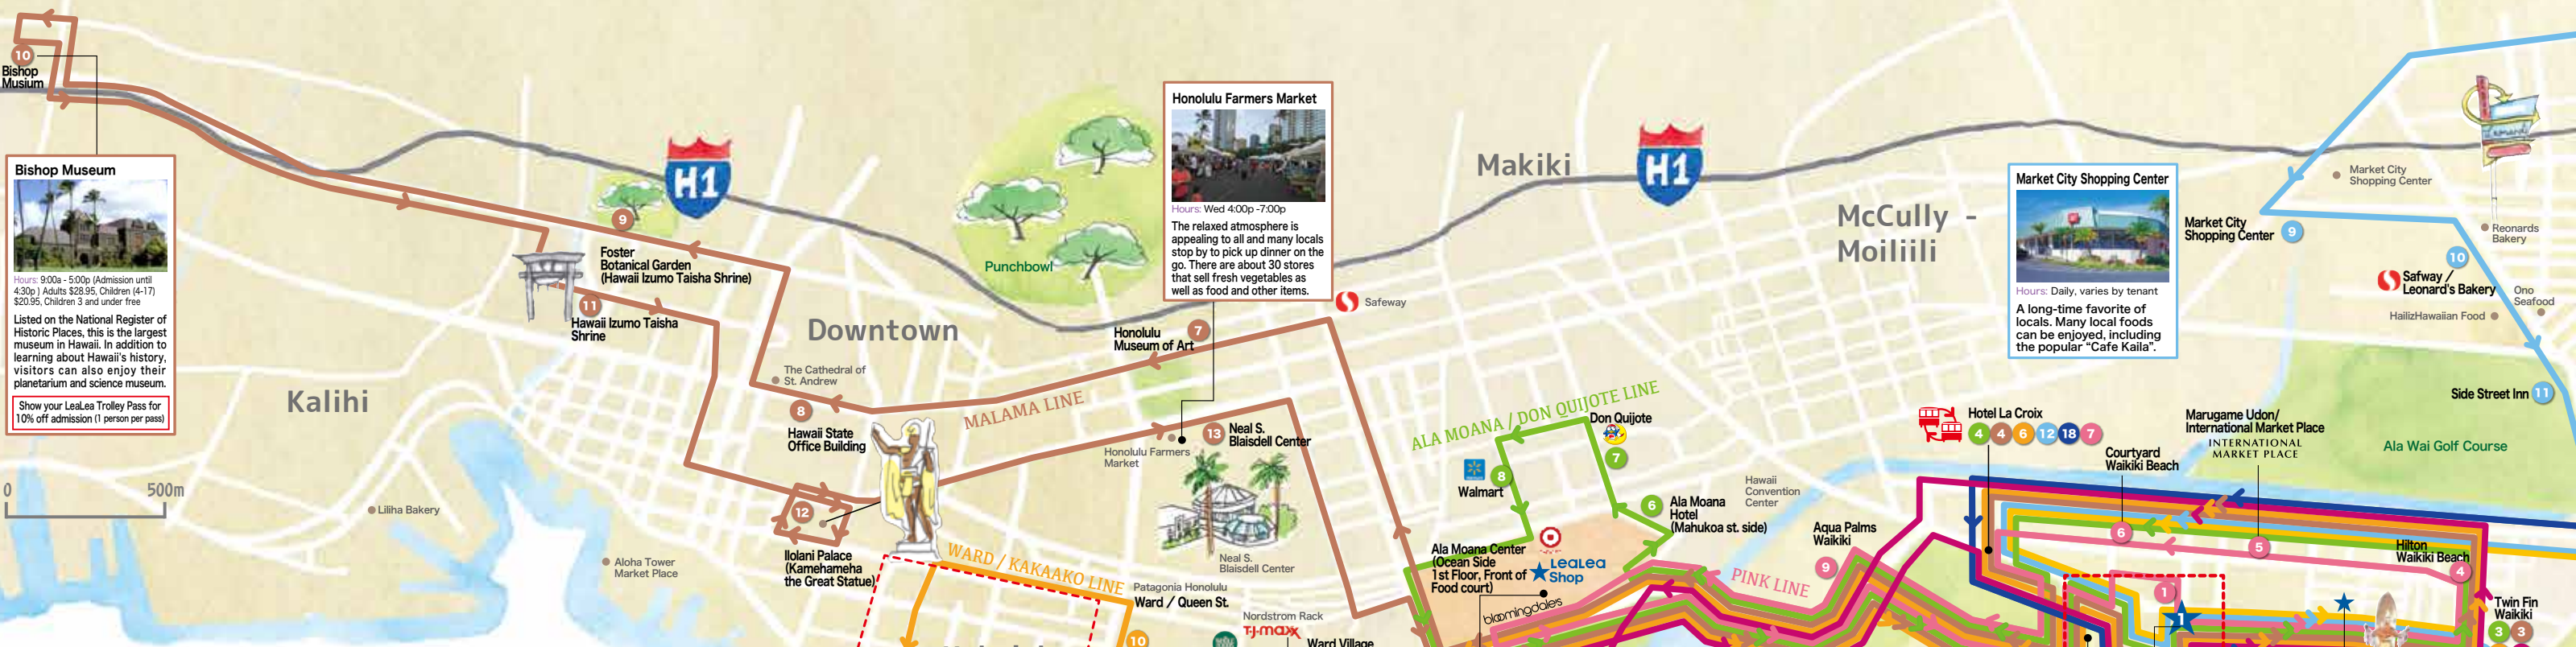 10
Bishop
Musium
Bishop Museum
Hours: 9:00a - 5:00p (Admission until
4:30p ) Adults $28.95, Children (4-17)
$20.95, Children 3 and under free
Listed on the National Register of
Historic Places, this is the largest
museum in Hawaii. In addition to
learning about Hawaii's history,
visitors can also enjoy their
planetarium and science museum.
Show your LeaLea Trolley Pass for
10% off admission (1 person per pass)
0 500m
Kalihi
Liliha Bakery
H1
9
Foster
Botanical Garden
(Hawaii Izumo Taisha Shrine)
11
Hawaii Izumo Taisha
Shrine
Downtown
The Cathedral of
St. Andrew
8
Hawaii State
Office Building
12
Ilolani Palace
(Kamehameha
the Great Statue)
Aloha Tower
Market Place
Punchbowl
MALAMA LINE
WARD / KAKAAKO LINE
Honolulu Farmers Market
Hours: Wed 4:00p -7:00p
The relaxed atmosphere is
appealing to all and many locals
stop by to pick up dinner on the
go. There are about 30 stores
that sell fresh vegetables as
well as food and other items.
Safeway
Honolulu
Museum of Art
7
Honolulu Farmers
Market
13
Neal S.
Blaisdell Center
Neal S.
Blaisdell Center
Patagonia Honolulu
Ward / Queen St.
10
Nordstrom Rack
T.J.maxx
Ward Village
Makiki
H1
McCully -
Moiliili
ALA MOANA / DON QUIJOTE LINE
Don Quijote
7
Walmart
8
6
Ala Moana
Hotel
(Mahukoa st. side)
Hawaii
Convention
Center
Ala Moana Center
(Ocean Side
1st Floor, Front of
Food court)
LeaLea
Shop
bloomingdales
PINK LINE
Aqua Palms
Waikiki
9
Market City Shopping Center
Hours: Daily, varies by tenant
A long-time favorite of
locals. Many local foods
can be enjoyed, including
the popular “Cafe Kaila”.
Market City
Shopping Center
9
Market City
Shopping Center
Leonard's
Reonards
Bakery
10
Safway /
Leonard's Bakery
Ono
Seafood
HailizHawaiian Food
Side Street Inn
11
Ala Wai Golf Course
Hotel La Croix
4 4 6 12 18 7
Marugame Udon/
International Market Place
INTERNATIONAL
MARKET PLACE
Courtyard
Waikiki Beach
6
5
Hilton
Waikiki Beach
4
1
1
Twin Fin
Waikiki
3 3